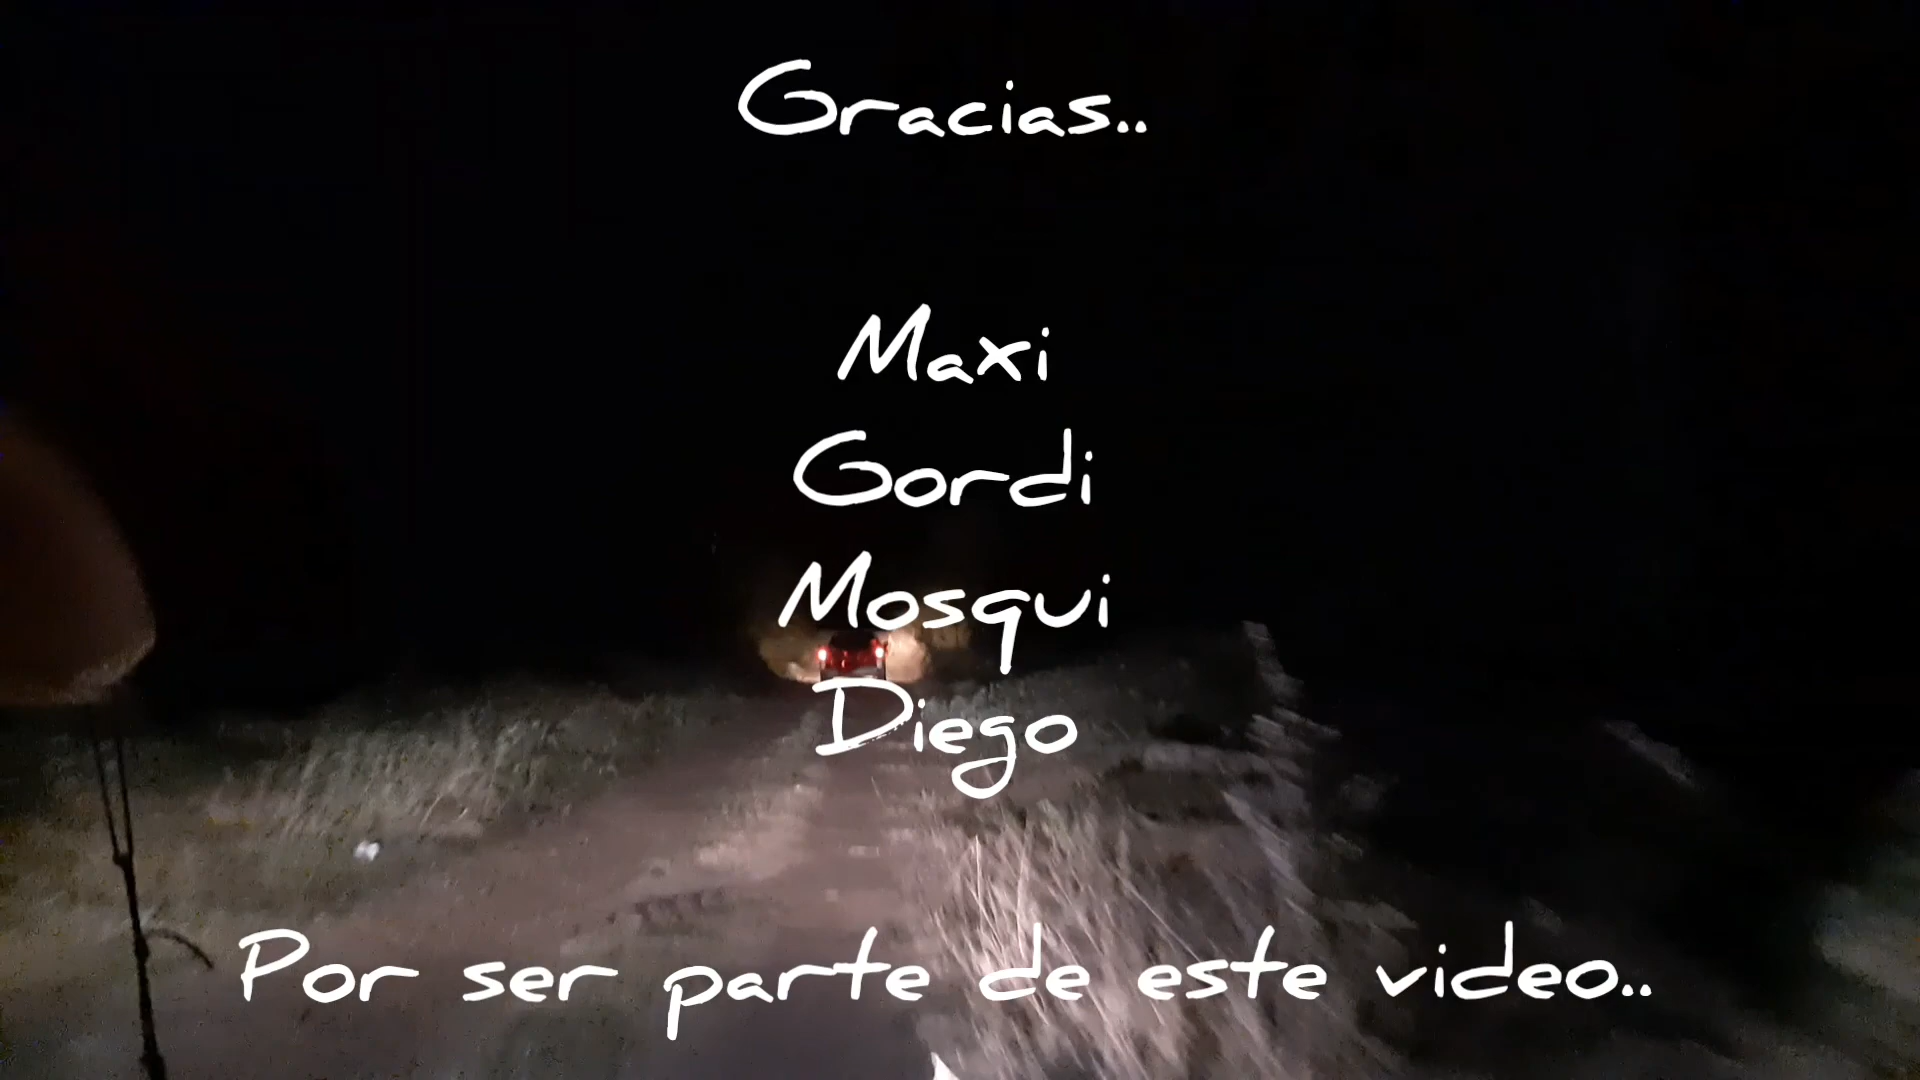 Gracias..
Maxi
Gordi
Mosqui
Diego
Por ser parte de este video..